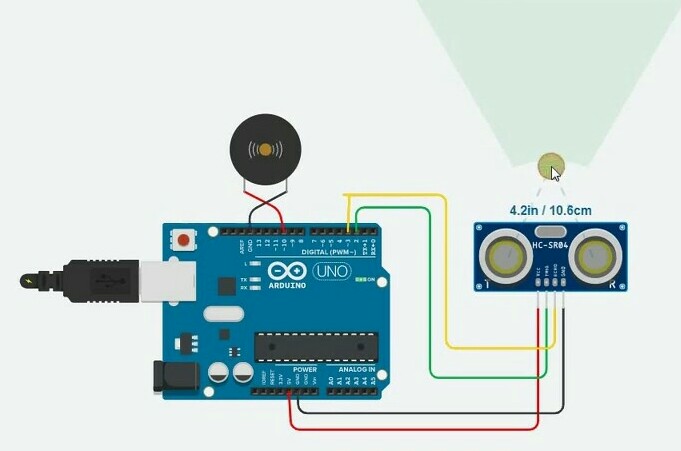 4.2in / 10.6cm
HC-SR04
T
R
VCC
TRIG
ECHO
GND
AREF
GND
13
12
~11
~10
~9
8
7
~6
~5
4
~3
2
TX→1
RX←0
DIGITAL (PWM~)
L
TX
RX
UNO
ON
ARDUINO
POWER
ANALOG IN
IOREF
RESET
3.3V
5V
GND
GND
Vin
A0
A1
A2
A3
A4
A5